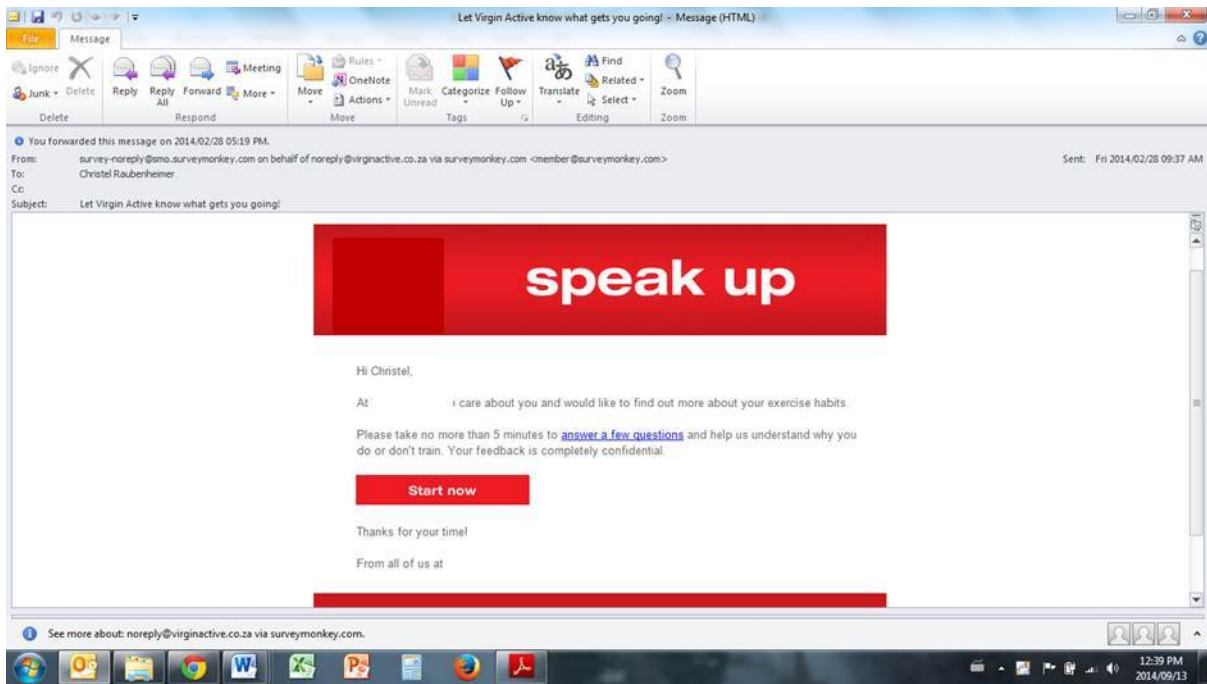 Let Virgin Active know what gets you going! - Message (HTML)
File Message
Ignore
Junk
Delete
Delete
Reply
Reply All
Forward
Meeting
More
Respond
Move
Rules
OneNote
Actions
Move
Mark Unread
Categorize
Follow Up
Tags
Translate
Find
Related
Select
Editing
Zoom
Zoom
You forwarded this message on 2014/02/28 05:19 PM.
From: survey-noreply@smo.surveymonkey.com on behalf of noreply@virginactive.co.za via surveymonkey.com <member@surveymonkey.com>
Sent: Fri 2014/02/28 09:37 AM
To: Christel Raubenheimer
Cc:
Subject: Let Virgin Active know what gets you going!
speak up
Hi Christel,
At care about you and would like to find out more about your exercise habits.
Please take no more than 5 minutes to answer a few questions and help us understand why you
do or don't train. Your feedback is completely confidential.
Start now
Thanks for your time!
From all of us at
See more about: noreply@virginactive.co.za via surveymonkey.com.
12:39 PM
2014/09/13